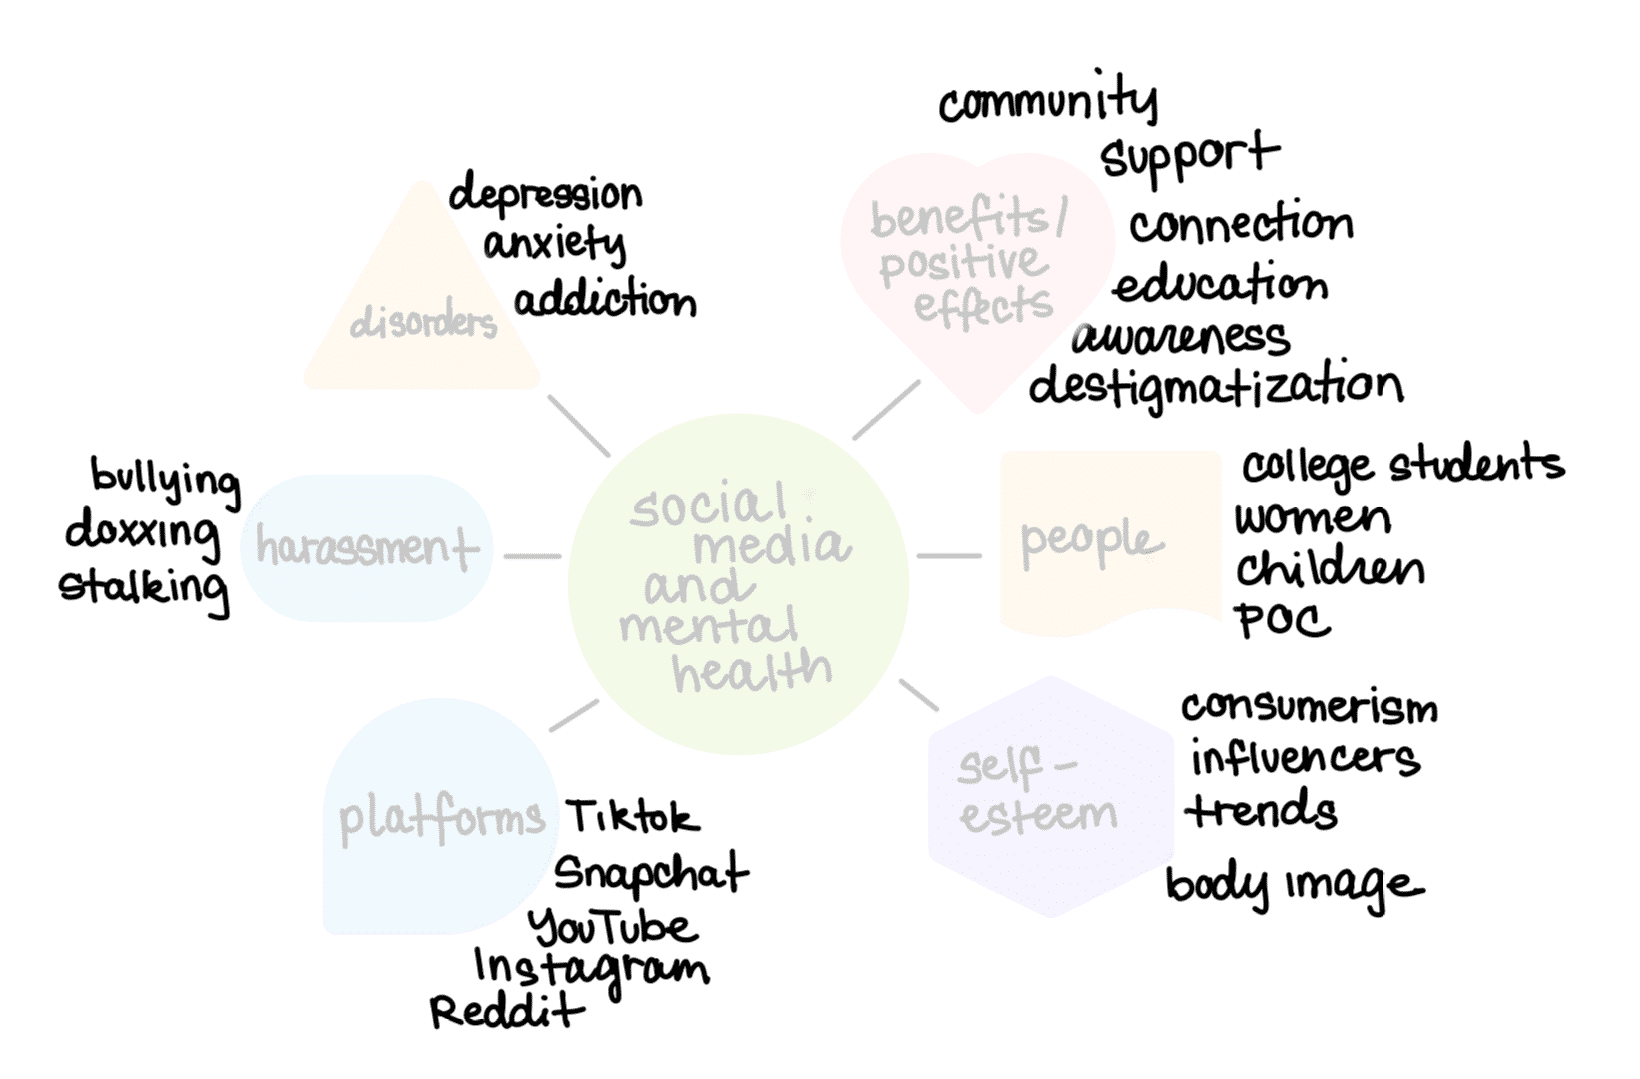 community
support
benefits/
positive
effects
connection
education
awareness
destigmatization
depression
anxiety
addiction
disorders
bullying
doxxing
stalking
harassment
social
media
and
mental
health
people
college students
women
children
POC
platforms
Tiktok
Snapchat
YouTube
Instagram
Reddit
self-
esteem
consumerism
influencers
trends
body image